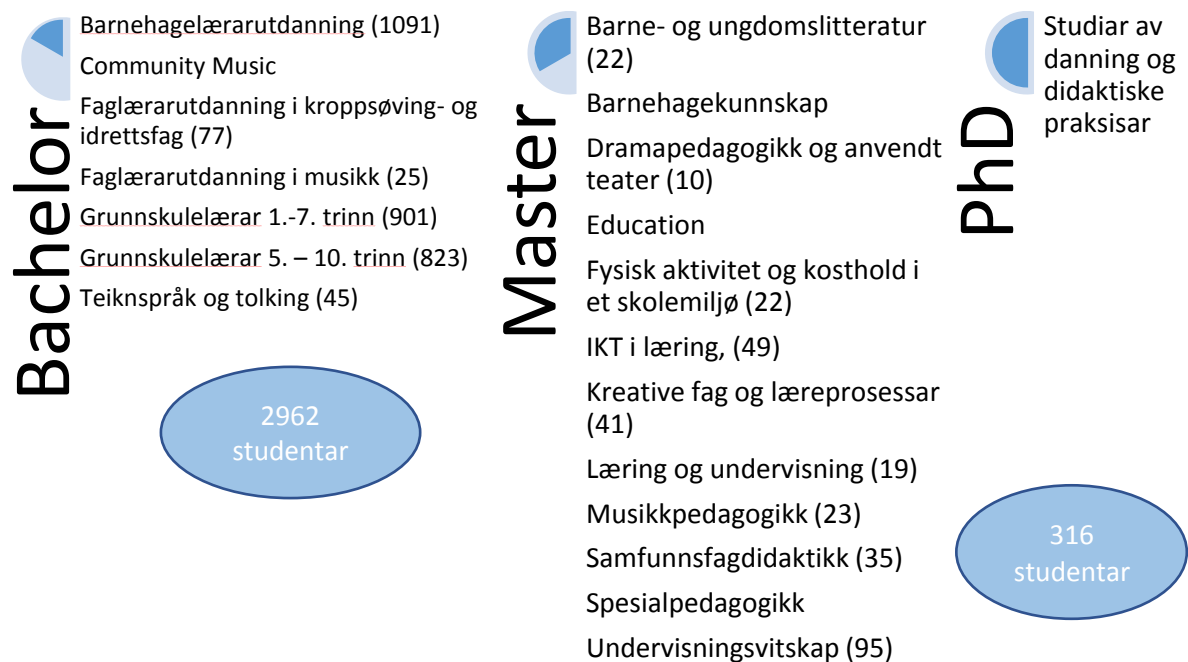 Bachelor
Barnehagelærarutdanning (1091)
Community Music
Faglærarutdanning i kroppsøving- og
idrettsfag (77)
Faglærarutdanning i musikk (25)
Grunnskulelærar 1.-7. trinn (901)
Grunnskulelærar 5. – 10. trinn (823)
Teiknspråk og tolking (45)
2962
studentar
Master
Barne- og ungdomslitteratur
(22)
Barnehagekunnskap
Dramapedagogikk og anvendt
teater (10)
Education
Fysisk aktivitet og kosthold i
et skolemiljø (22)
IKT i læring, (49)
Kreative fag og læreprosessar
(41)
Læring og undervisning (19)
Musikkpedagogikk (23)
Samfunnsfagdidaktikk (35)
Spesialpedagogikk
Undervisningsvitskap (95)
PhD
Studiar av
danning og
didaktiske
praksisar
316
studentar